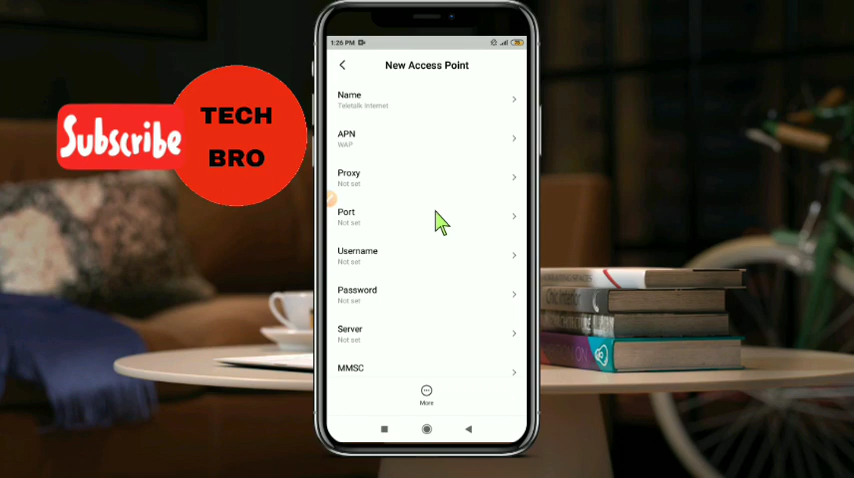 Subscribe
TECH
BRO
1:26 PM
New Access Point
Name
Teletalk Internet
APN
WAP
Proxy
Not set
Port
Not set
Username
Not set
Password
Not set
Server
Not set
MMSC
More